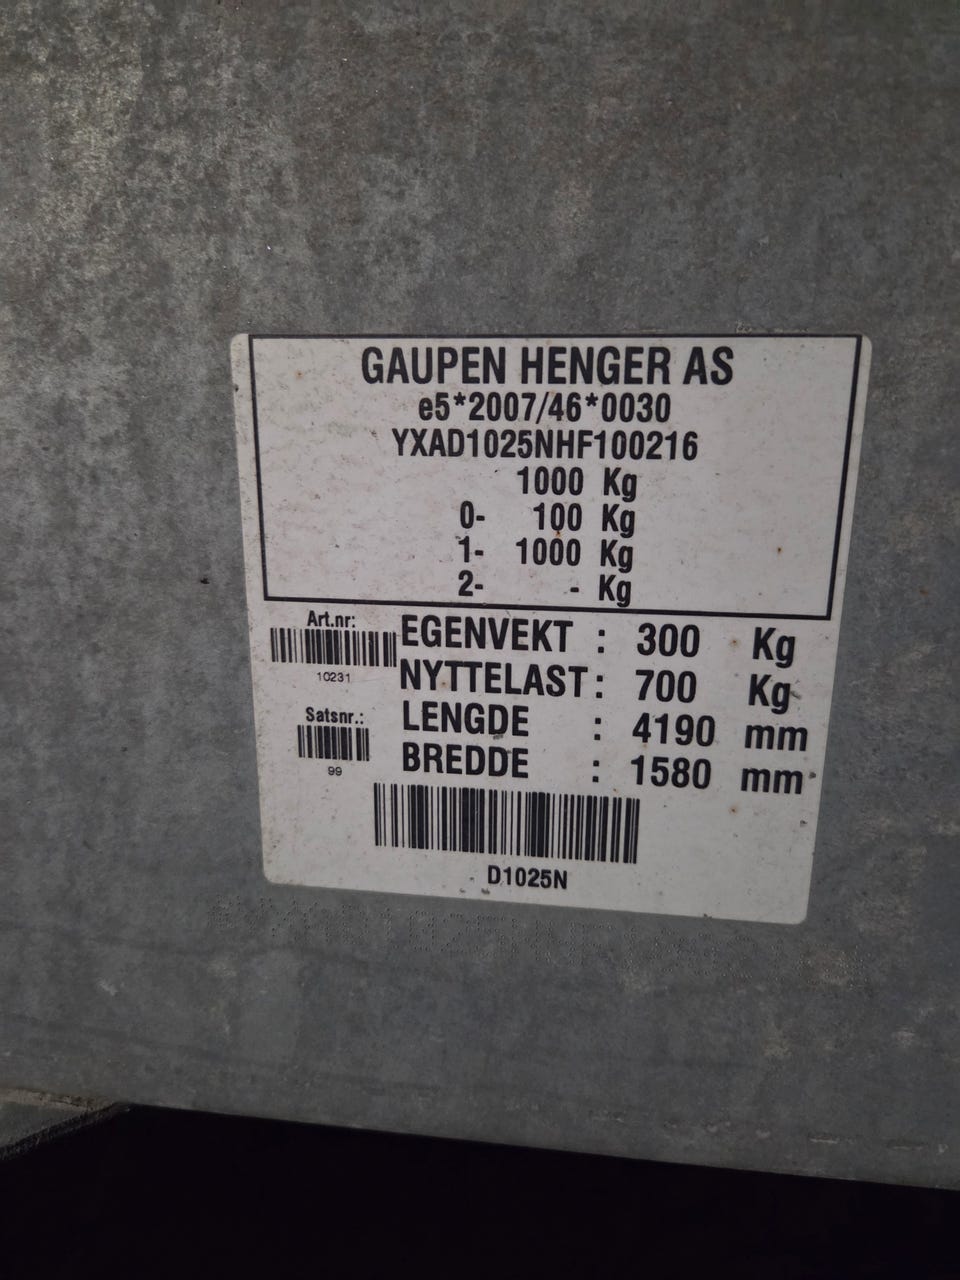 GAUPEN HENGER AS
e5*2007/46*0030
YXAD1025NHF100216
1000 Kg
0- 100 Kg
1- 1000 Kg
2- - Kg
Art.nr:
10231
Satsnr.:
99
EGENVEKT : 300 Kg
NYTTELAST : 700 Kg
LENGDE : 4190 mm
BREDDE : 1580 mm
D1025N